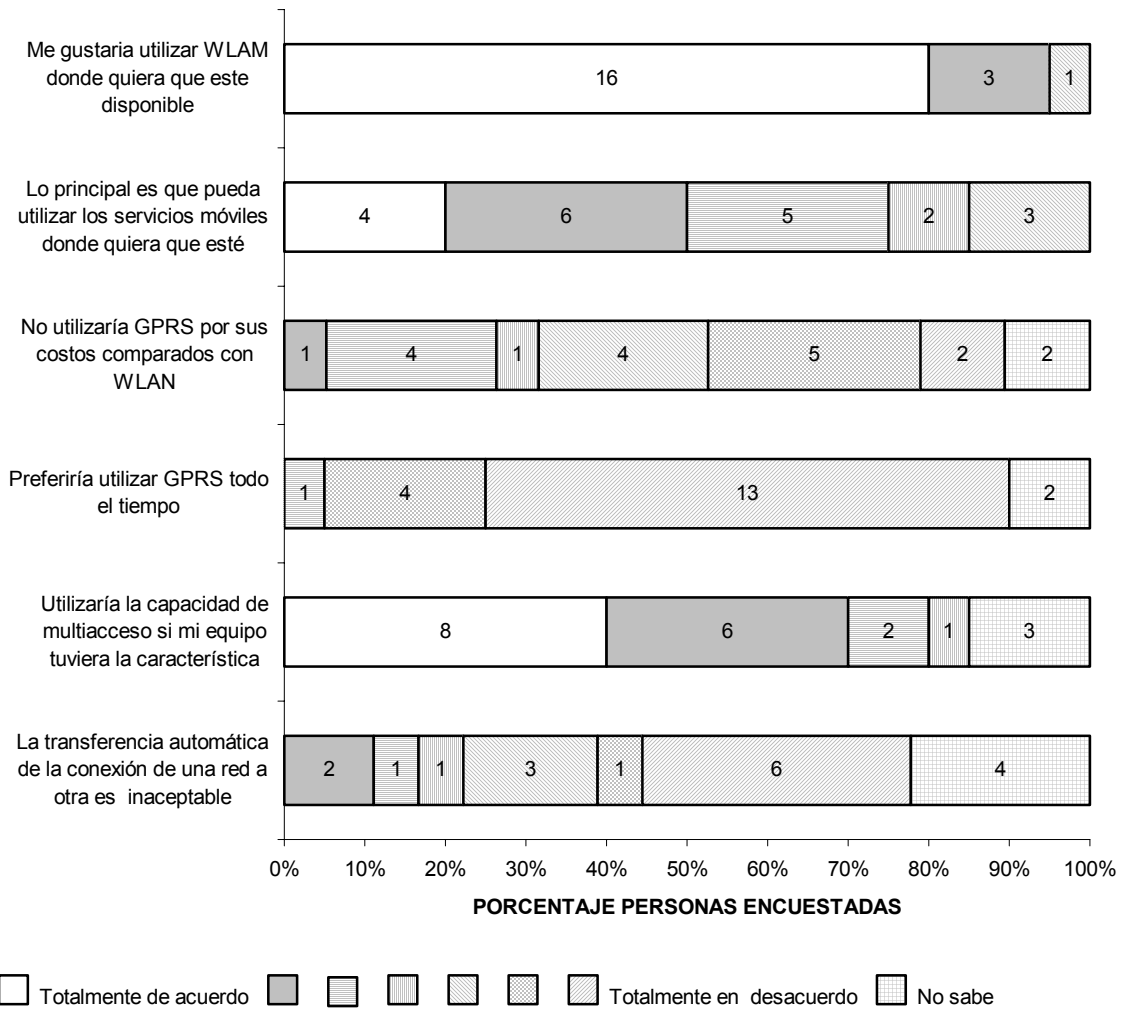 Me gustaria utilizar WLAM
donde quiera que este
disponible
16 3 1
Lo principal es que pueda
utilizar los servicios móviles
donde quiera que esté
4 6 5 2 3
No utilizaría GPRS por sus
costos comparados con
WLAN
1 4 1 4 5 2 2
Preferiría utilizar GPRS todo
el tiempo
1 4 13 2
Utilizaría la capacidad de
multiacceso si mi equipo
tuviera la característica
8 6 2 1 3
La transferencia automática
de la conexión de una red a
otra es inaceptable
2 1 1 3 1 6 4
0% 10% 20% 30% 40% 50% 60% 70% 80% 90% 100%
PORCENTAJE PERSONAS ENCUESTADAS
Totalmente de acuerdo Totalmente en desacuerdo No sabe